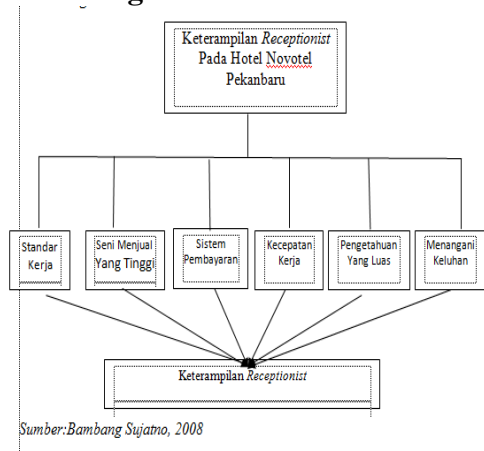 Keterampilan Receptionist
Pada Hotel Novotel
Pekanbaru
Standar
Kerja
Seni Menjual
Yang Tinggi
Sistem
Pembayaran
Kecepatan
Kerja
Pengetahuan
Yang Luas
Menangani
Keluhan
Keterampilan Receptionist
Sumber:Bambang Sujatno, 2008